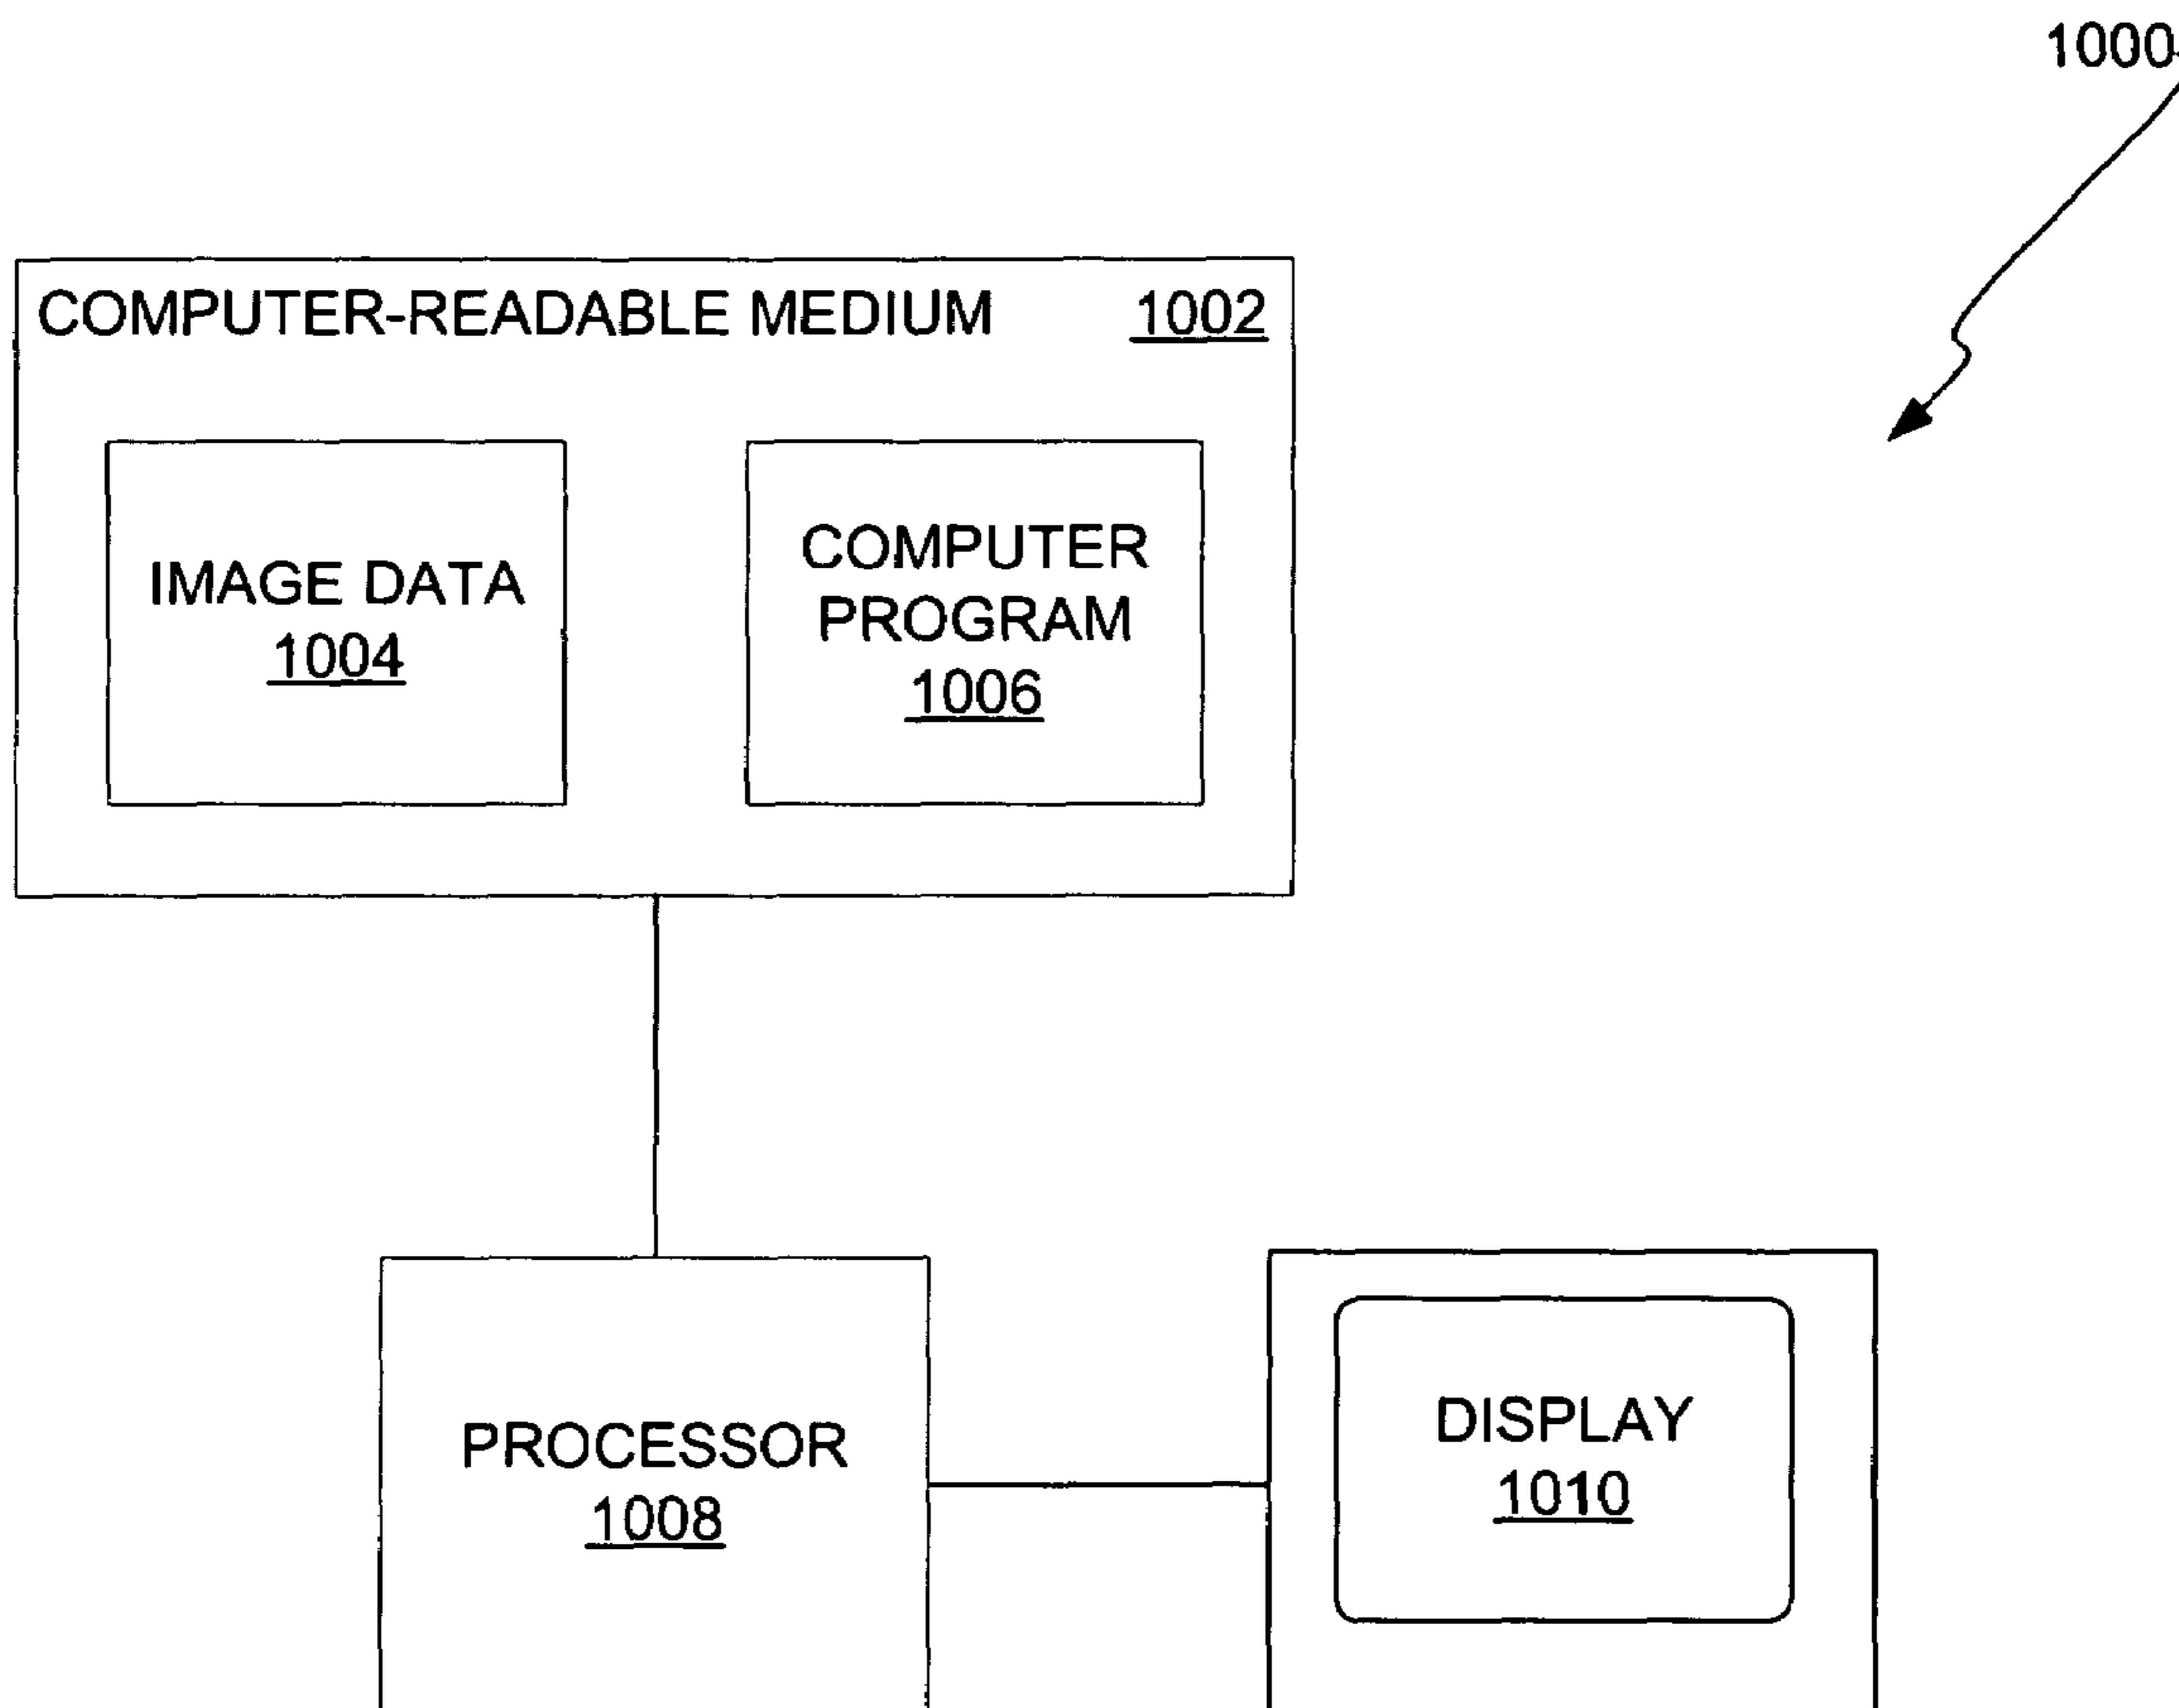 1000
COMPUTER-READABLE MEDIUM 1002
IMAGE DATA
1004
COMPUTER
PROGRAM
1006
PROCESSOR
1008
DISPLAY
1010